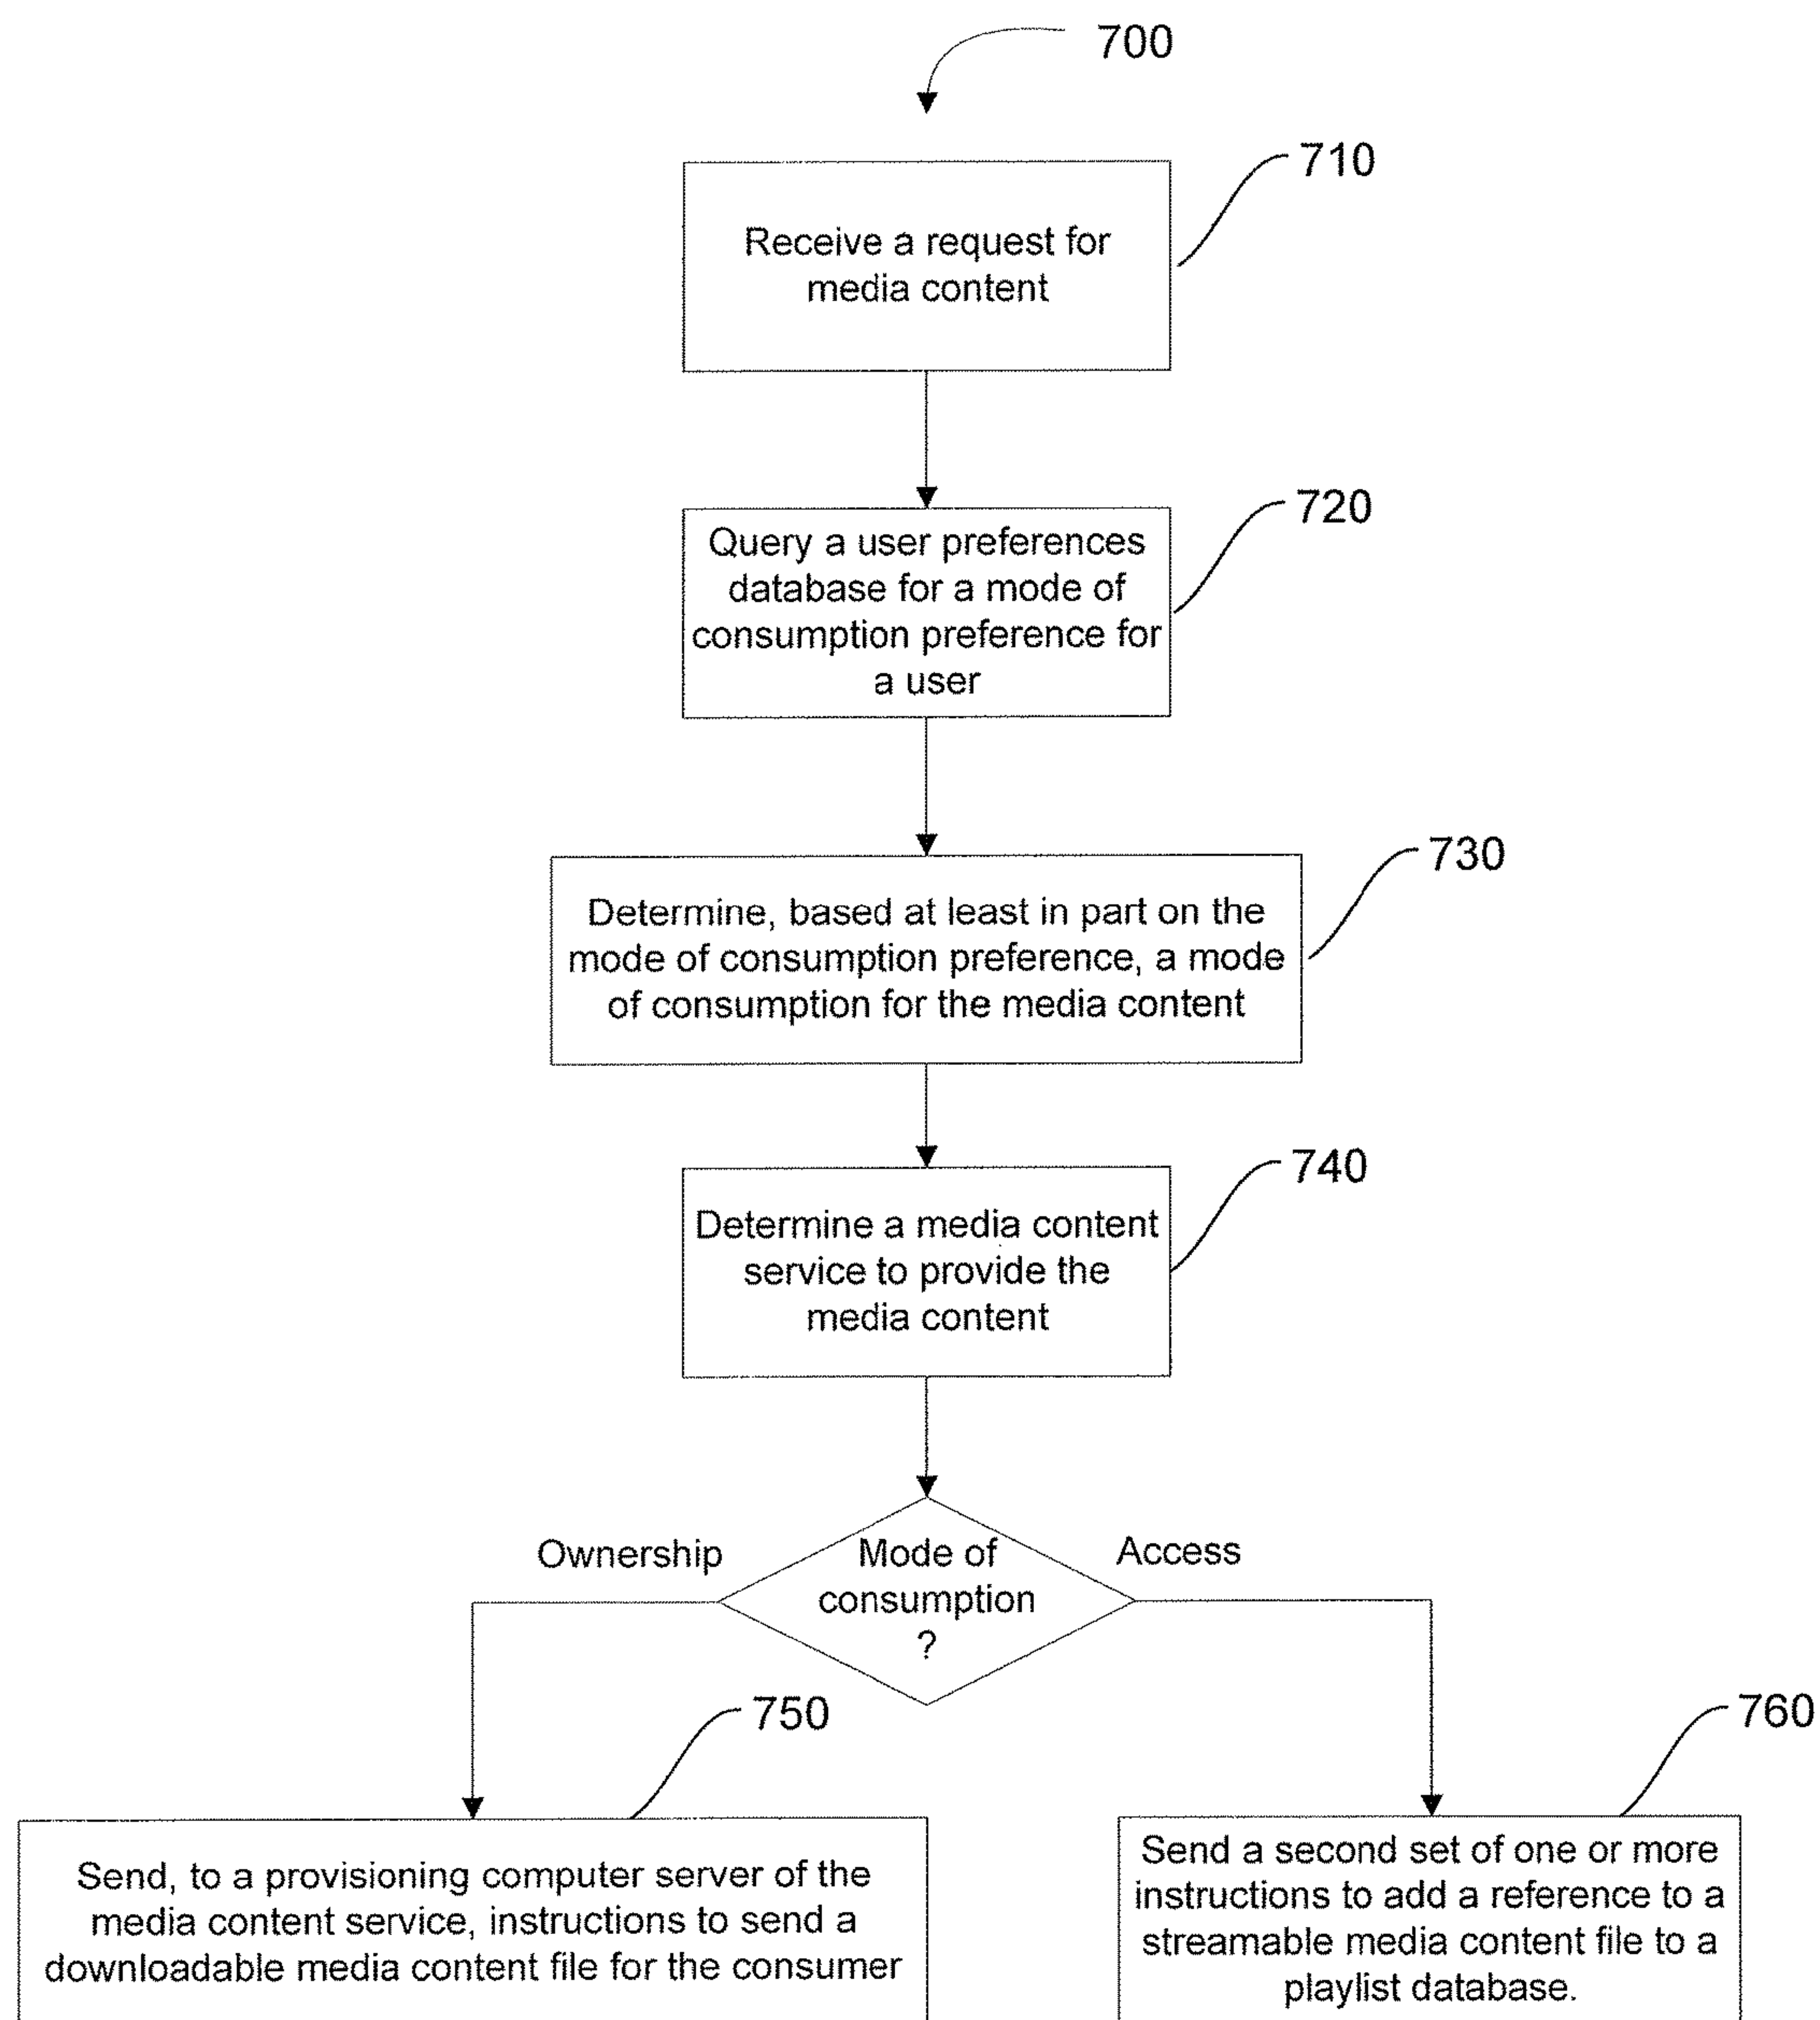 700
710
Receive a request for
media content
720
Query a user preferences
database for a mode of
consumption preference for
a user
730
Determine, based at least in part on the
mode of consumption preference, a mode
of consumption for the media content
740
Determine a media content
service to provide the
media content
Ownership
Mode of
consumption
?
Access
750
Send, to a provisioning computer server of the
media content service, instructions to send a
downloadable media content file for the consumer
760
Send a second set of one or more
instructions to add a reference to a
streamable media content file to a
playlist database.